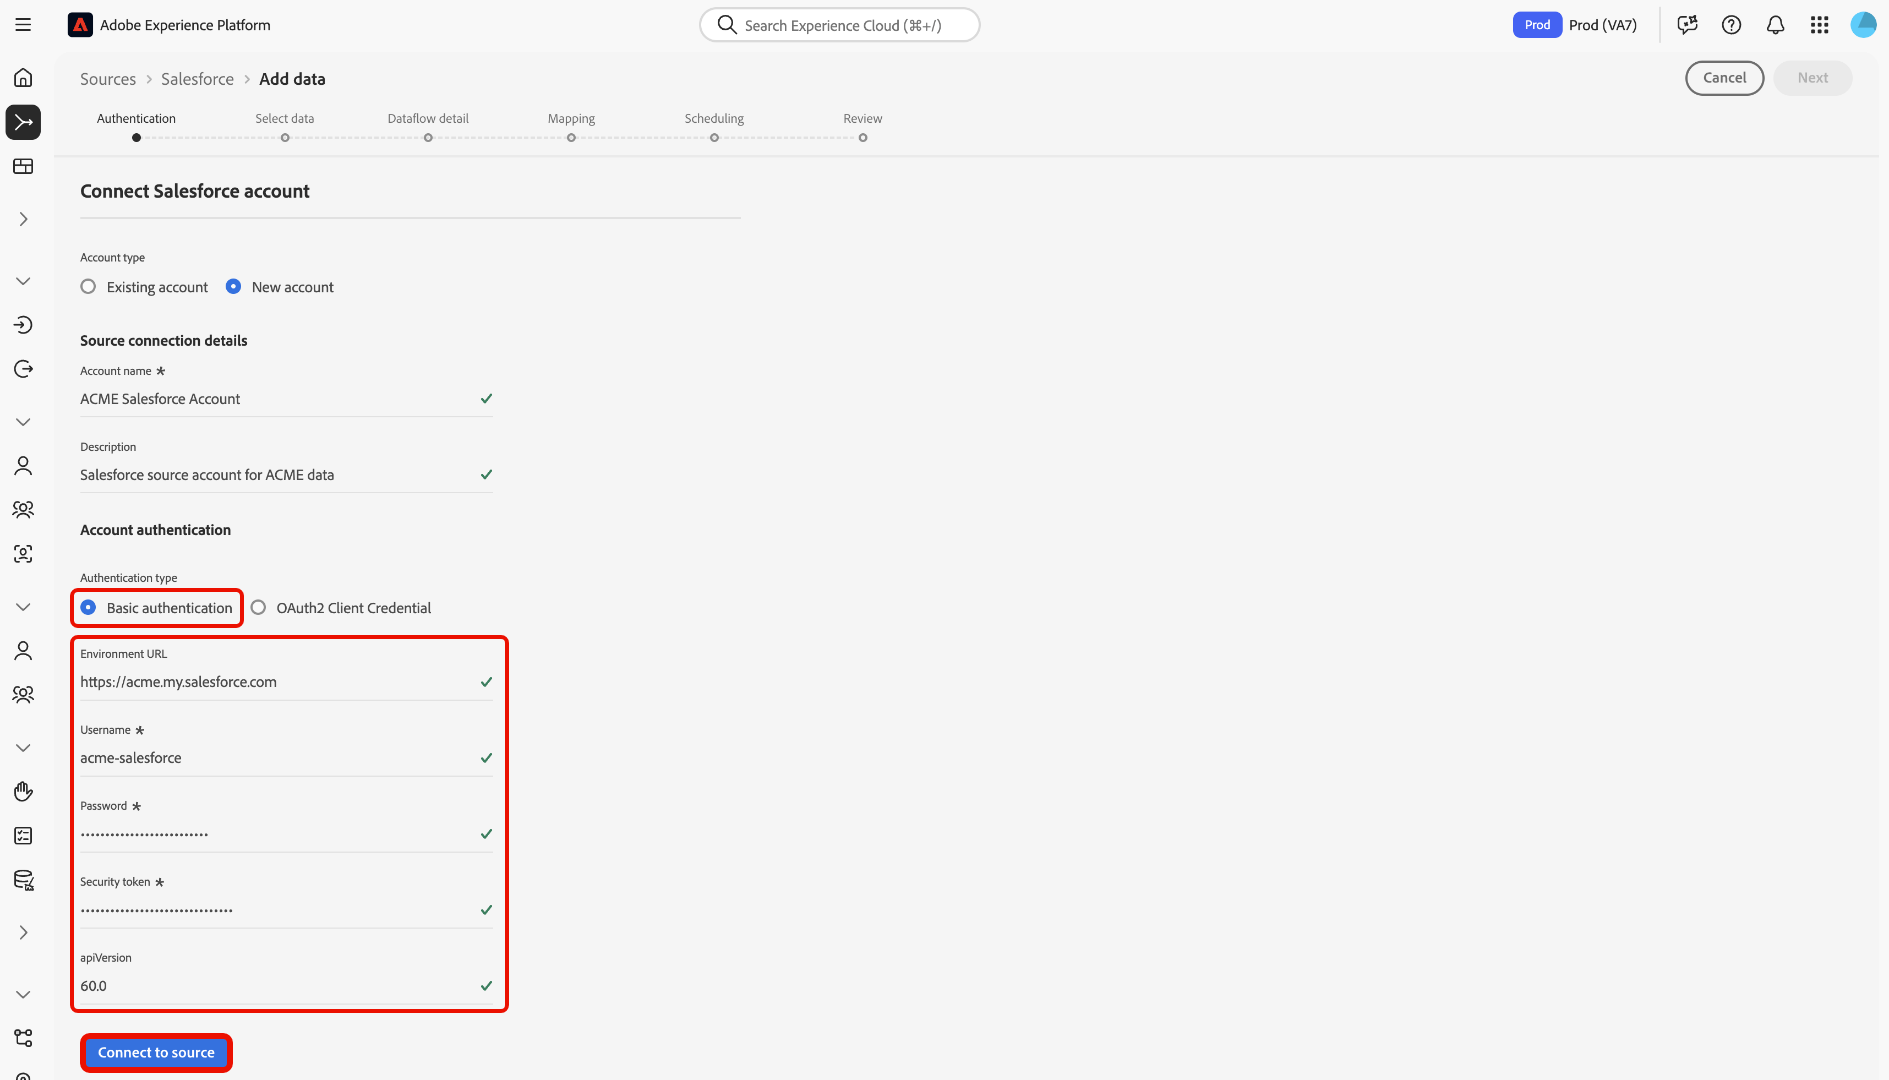 Adobe Experience Platform
Search Experience Cloud (⌘+/)
Prod
Prod (VA7)
Sources > Salesforce > Add data
Cancel
Next
Authentication
Select data
Dataflow detail
Mapping
Scheduling
Review
Connect Salesforce account
Account type
Existing account
New account
Source connection details
Account name *
ACME Salesforce Account
Description
Salesforce source account for ACME data
Account authentication
Authentication type
Basic authentication
OAuth2 Client Credential
Environment URL
https://acme.my.salesforce.com
Username *
acme-salesforce
Password *
Security token *
apiVersion
60.0
Connect to source